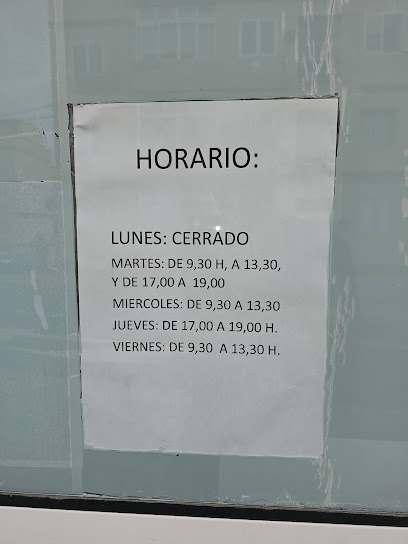 HORARIO:
LUNES: CERRADO
MARTES: DE 9,30 H, A 13,30,
Y DE 17,00 A 19,00
MIERCOLES: DE 9,30 A 13,30
JUEVES: DE 17,00 A 19,00 H.
VIERNES: DE 9,30 A 13,30 H.